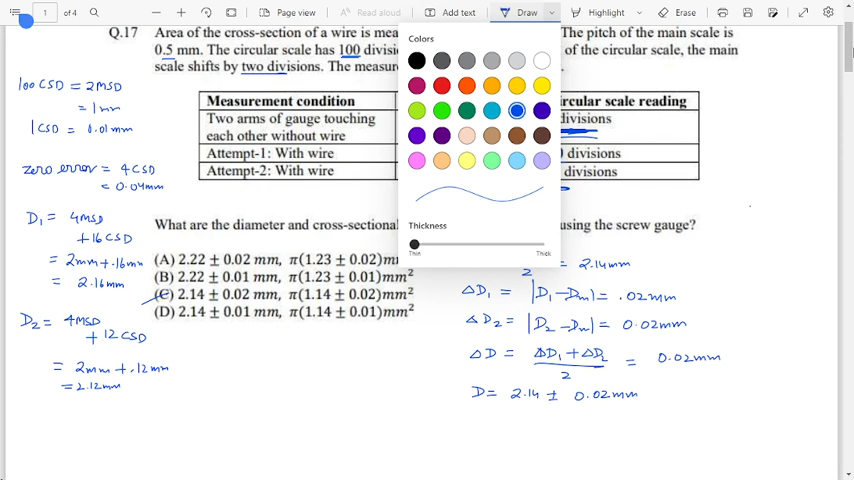 1 of 4 Page view Read aloud Add text Draw Highlight Erase
Q.17 Area of the cross-section of a wire is mea The pitch of the main scale is
0.5 mm. The circular scale has 100 divisi of the circular scale, the main
scale shifts by two divisions. The measur
Colors
Thickness
Thin Thick
Measurement condition ircular scale reading
Two arms of gauge touching divisions
each other without wire
Attempt-1: With wire divisions
Attempt-2: With wire divisions
What are the diameter and cross-sectional using the screw gauge?
(A) 2.22 ± 0.02 mm, π(1.23 ± 0.02)mm²
(B) 2.22 ± 0.01 mm, π(1.23 ± 0.01)mm²
(C) 2.14 ± 0.02 mm, π(1.14 ± 0.02)mm²
(D) 2.14 ± 0.01 mm, π(1.14 ± 0.01)mm²
100 CSD = 2MSD
= 1mm
1 CSD = 0.01mm
zero error = 4CSD
= 0.04mm
D₁ = 4MSD
+16CSD
= 2mm+.16mm
= 2.16mm
D₂ = 4MSD
+12CSD
= 2mm+.12mm
=2.12mm
2 = 2.14mm
ΔD₁ = |D₁-Dm| = .02mm
ΔD₂ = |D₂-Dm| = 0.02mm
ΔD = ΔD₁+ΔD₂ / 2 = 0.02mm
D = 2.14 ± 0.02mm